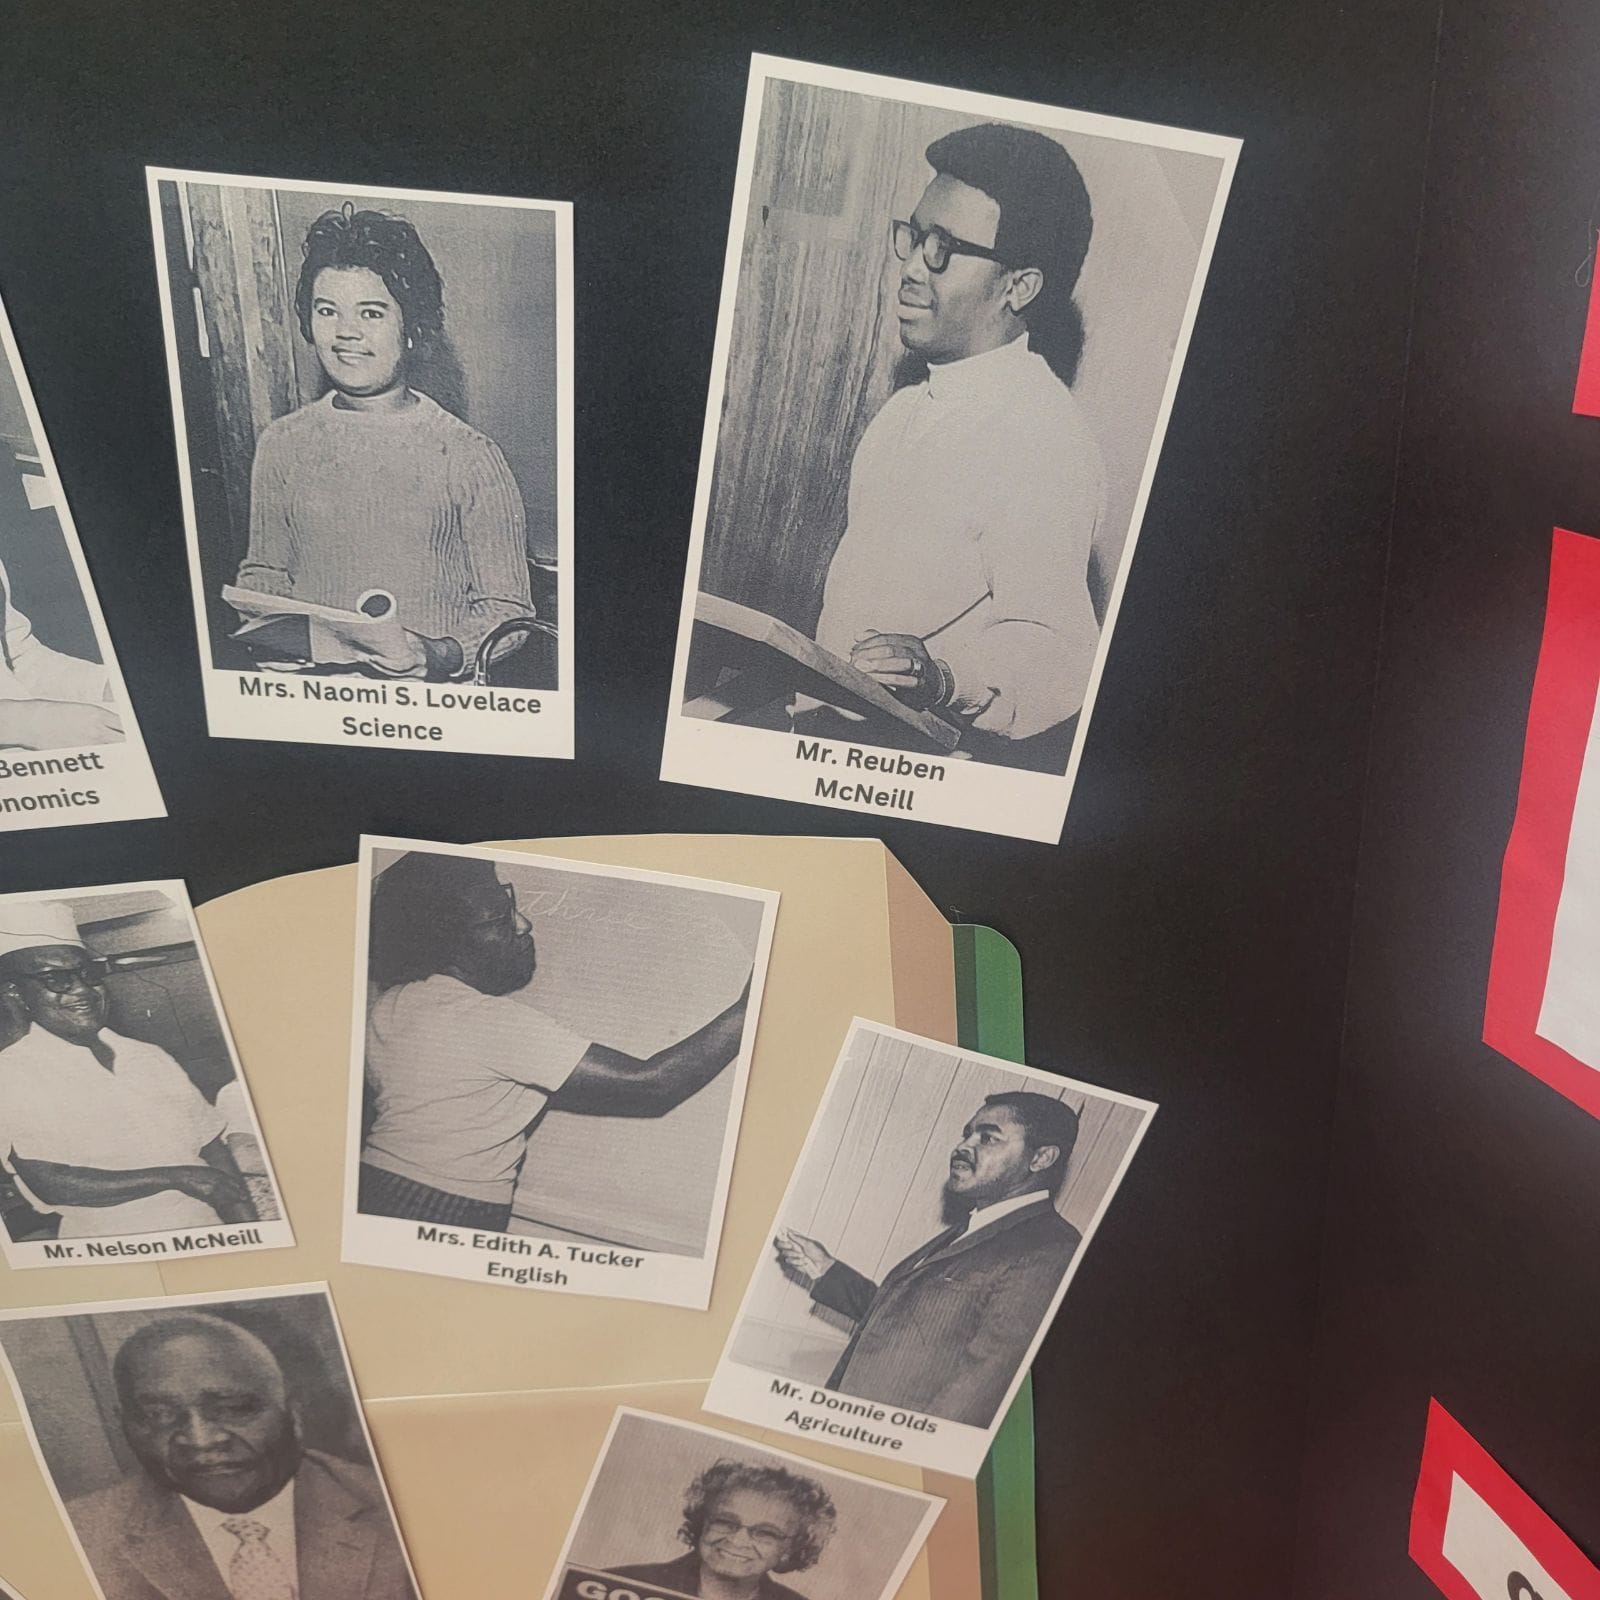 Mrs. Naomi S. Lovelace
Science
Mr. Reuben
McNeill
Bennett
Mr. Nelson McNeill
Mrs. Edith A. Tucker
English
Mr. Donnie Olds
Agriculture